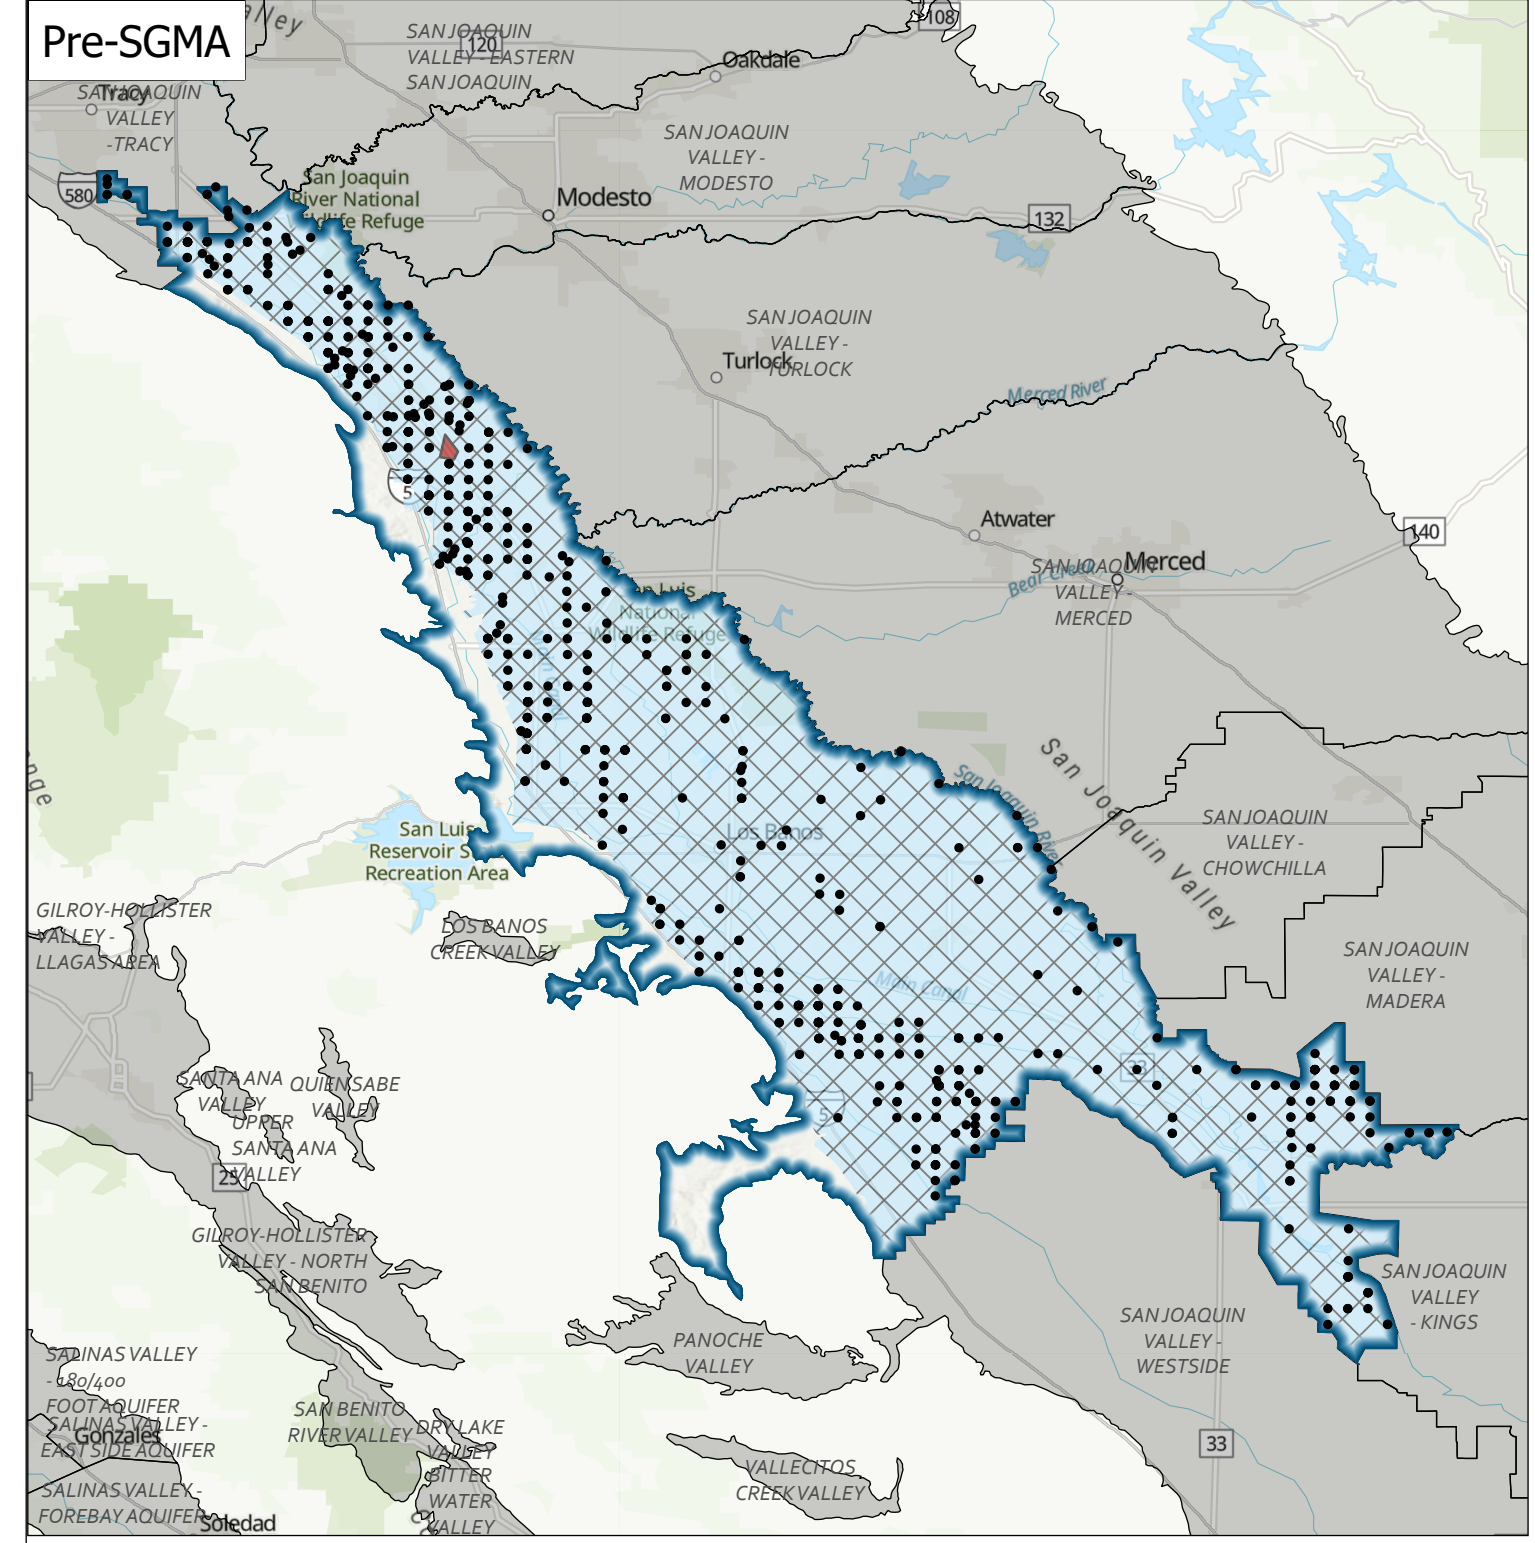 Pre-SGMA
alley
108
SAN JOAQUIN
VALLEY - EASTERN
SAN JOAQUIN
120
Oakdale
Tracy
SAN JOAQUIN
VALLEY
-TRACY
SAN JOAQUIN
VALLEY -
MODESTO
580
San Joaquin
River National
Wildlife Refuge
Modesto
132
SAN JOAQUIN
VALLEY -
TURLOCK
Turlock
Merced River
5
Atwater
140
Merced
SAN JOAQUIN
VALLEY -
MERCED
Bear Creek
San Luis
National
Wildlife Refuge
San Joaquin Valley
San Joaquin River
ange
San Luis
Reservoir State
Recreation Area
Los Banos
SAN JOAQUIN
VALLEY -
CHOWCHILLA
GILROY-HOLLISTER
VALLEY -
LLAGAS AREA
LOS BANOS
CREEK VALLEY
SAN JOAQUIN
VALLEY -
MADERA
Main Canal
33
5
SANTA ANA
VALLEY
QUIEN SABE
VALLEY
UPPER
SANTA ANA
VALLEY
25
GILROY-HOLLISTER
VALLEY - NORTH
SAN BENITO
SAN JOAQUIN
VALLEY
- KINGS
SAN JOAQUIN
VALLEY -
WESTSIDE
PANOCHE
VALLEY
SALINAS VALLEY
- 180/400
FOOT AQUIFER
SALINAS VALLEY -
EAST SIDE AQUIFER
Gonzales
SAN BENITO
RIVER VALLEY
DRY LAKE
VALLEY
BITTER
WATER
VALLEY
33
VALLECITOS
CREEK VALLEY
SALINAS VALLEY -
FOREBAY AQUIFER
Soledad